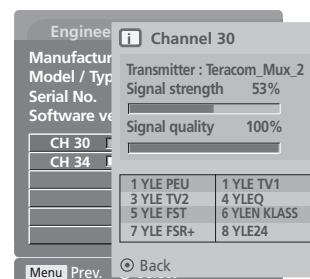 Enginee
Manufactur
Model / Typ
Serial No.
Software ve
CH 30
CH 34
i Channel 30
Transmitter : Teracom_Mux_2
Signal strength 53%
Signal quality 100%
1 YLE PEU 1 YLE TV1
3 YLE TV2 4 YLEQ
5 YLE FST 6 YLEN KLASS
7 YLE FSR+ 8 YLE24
Back
Menu Prev.